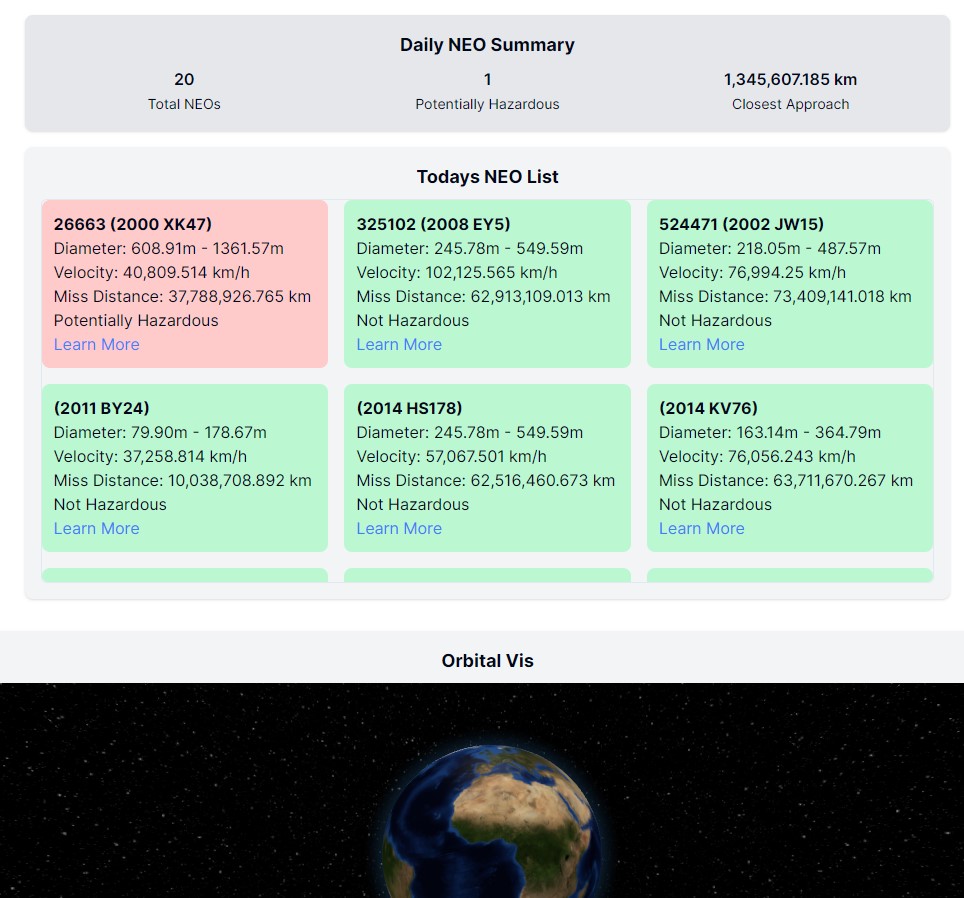 Daily NEO Summary
20
Total NEOs
1
Potentially Hazardous
1,345,607.185 km
Closest Approach
Todays NEO List
26663 (2000 XK47)
Diameter: 608.91m - 1361.57m
Velocity: 40,809.514 km/h
Miss Distance: 37,788,926.765 km
Potentially Hazardous
Learn More
325102 (2008 EY5)
Diameter: 245.78m - 549.59m
Velocity: 102,125.565 km/h
Miss Distance: 62,913,109.013 km
Not Hazardous
Learn More
524471 (2002 JW15)
Diameter: 218.05m - 487.57m
Velocity: 76,994.25 km/h
Miss Distance: 73,409,141.018 km
Not Hazardous
Learn More
(2011 BY24)
Diameter: 79.90m - 178.67m
Velocity: 37,258.814 km/h
Miss Distance: 10,038,708.892 km
Not Hazardous
Learn More
(2014 HS178)
Diameter: 245.78m - 549.59m
Velocity: 57,067.501 km/h
Miss Distance: 62,516,460.673 km
Not Hazardous
Learn More
(2014 KV76)
Diameter: 163.14m - 364.79m
Velocity: 76,056.243 km/h
Miss Distance: 63,711,670.267 km
Not Hazardous
Learn More
Orbital Vis